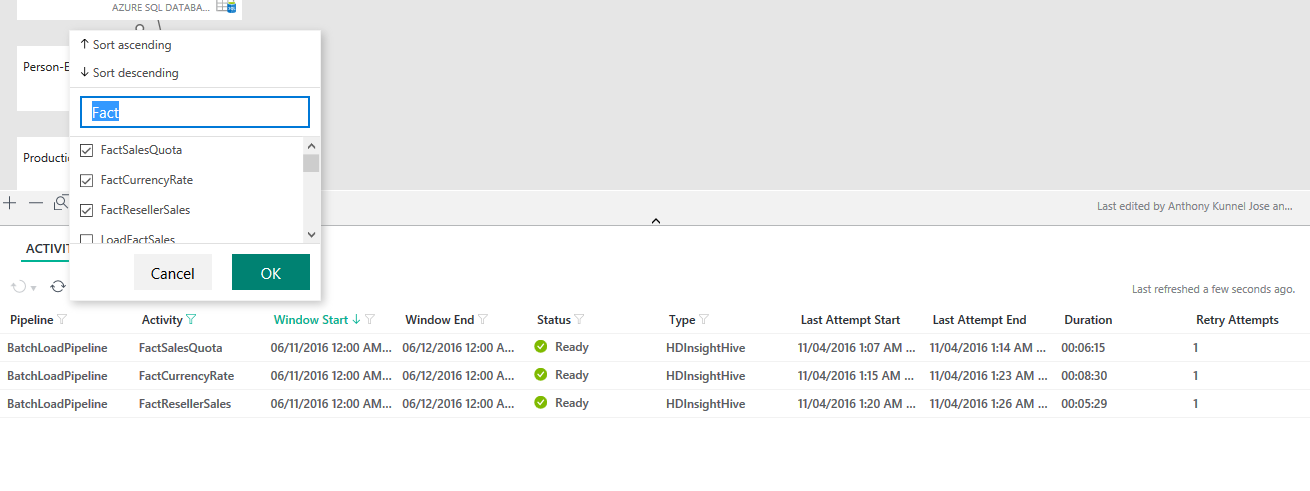 AZURE SQL DATABA...
Sort ascending
Sort descending
Person-E
Fact
FactSalesQuota
Productio
FactCurrencyRate
FactResellerSales
Last edited by Anthony Kunnel Jose an...
LoadFactSales
ACTIVIT
Cancel OK
Last refreshed a few seconds ago.
Pipeline Activity Window Start Window End Status Type Last Attempt Start Last Attempt End Duration Retry Attempts
BatchLoadPipeline FactSalesQuota 06/11/2016 12:00 AM... 06/12/2016 12:00 A... Ready HDInsightHive 11/04/2016 1:07 AM ... 11/04/2016 1:14 AM ... 00:06:15 1
BatchLoadPipeline FactCurrencyRate 06/11/2016 12:00 AM... 06/12/2016 12:00 A... Ready HDInsightHive 11/04/2016 1:15 AM ... 11/04/2016 1:23 AM ... 00:08:30 1
BatchLoadPipeline FactResellerSales 06/11/2016 12:00 AM... 06/12/2016 12:00 A... Ready HDInsightHive 11/04/2016 1:20 AM ... 11/04/2016 1:26 AM ... 00:05:29 1